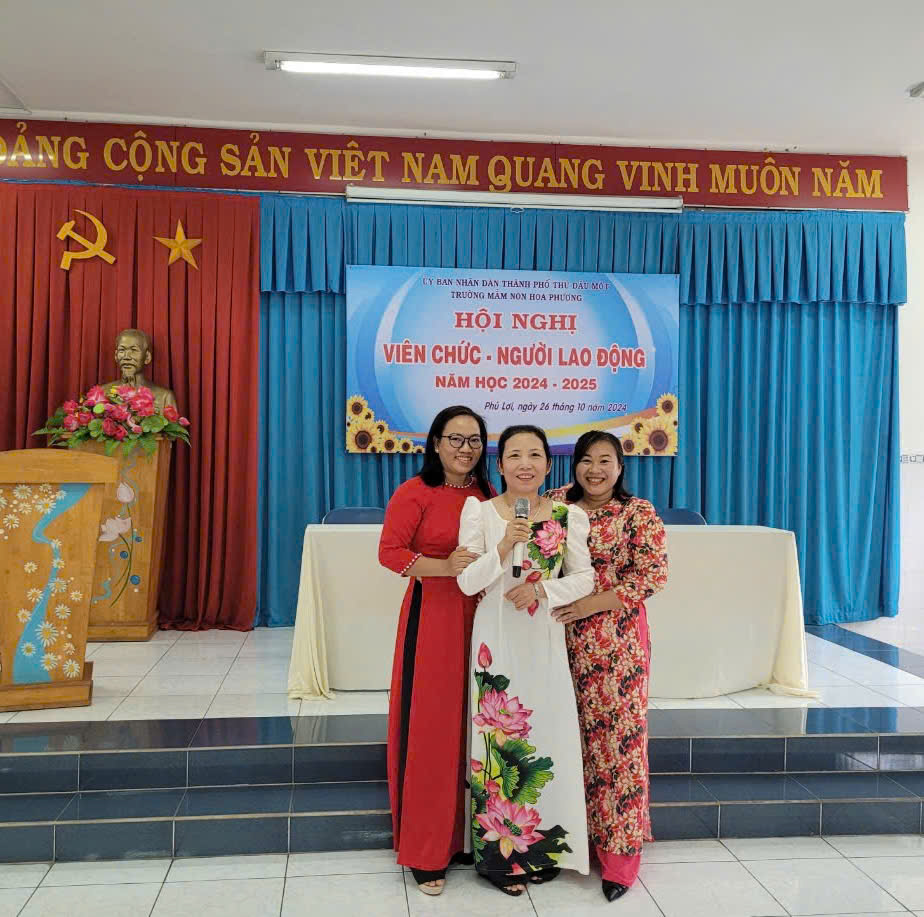 ĐẢNG CỘNG SẢN VIỆT NAM QUANG VINH MUÔN NĂM
ỦY BAN NHÂN DÂN THÀNH PHỐ THỦ DẦU MỘT
TRƯỜNG MẦM NON HOA PHƯỢNG
HỘI NGHỊ
VIÊN CHỨC - NGƯỜI LAO ĐỘNG
NĂM HỌC 2024 - 2025
Phú Lợi, ngày 26 tháng 10 năm 2024